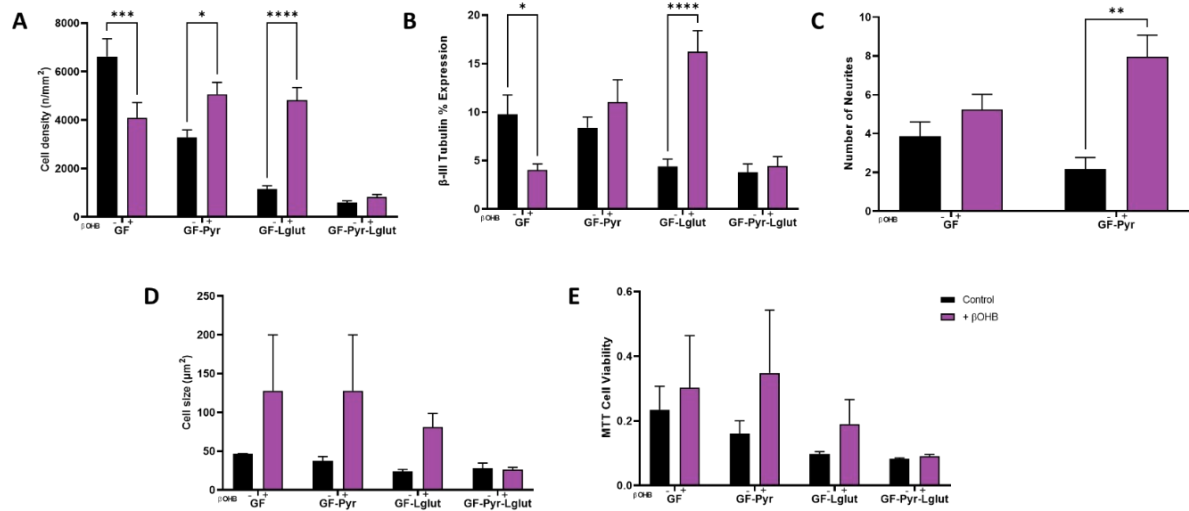 A
Cell density (n/mm²)
8000
6000
4000
2000
0
***
*
****
βOHB
- +
- +
- +
- +
GF
GF-Pyr
GF-Lglut
GF-Pyr-Lglut
B
β-III Tubulin % Expression
20
15
10
5
0
*
****
βOHB
- +
- +
- +
- +
GF
GF-Pyr
GF-Lglut
GF-Pyr-Lglut
C
Number of Neurites
10
8
6
4
2
0
**
βOHB
- +
- +
GF
GF-Pyr
D
Cell size (μm²)
250
200
150
100
50
0
βOHB
- +
- +
- +
- +
GF
GF-Pyr
GF-Lglut
GF-Pyr-Lglut
E
MTT Cell Viability
0.6
0.4
0.2
0.0
βOHB
- +
- +
- +
- +
GF
GF-Pyr
GF-Lglut
GF-Pyr-Lglut
Control
+ βOHB